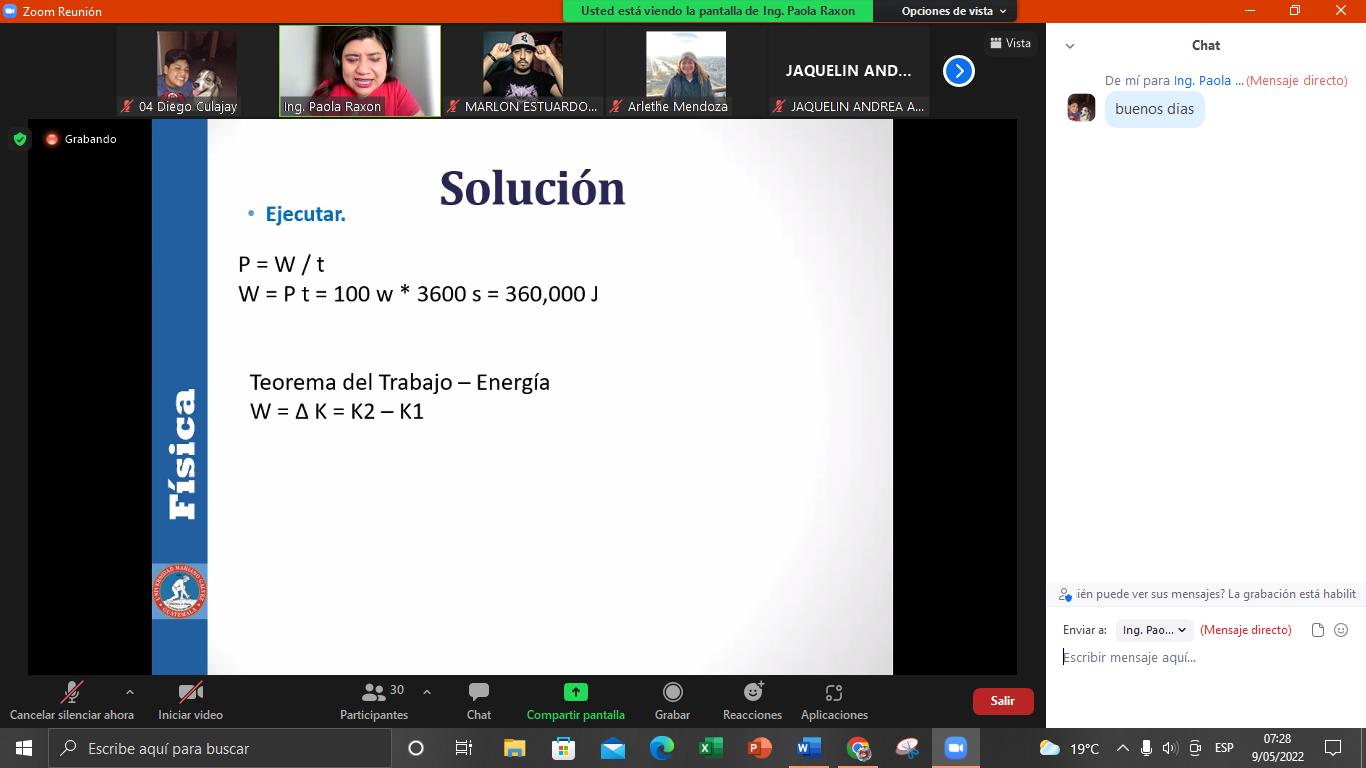 Zoom Reunión
Usted está viendo la pantalla de Ing. Paola Raxon
Opciones de vista
04 Diego Culajay
Ing. Paola Raxon
MARLON ESTUARDO...
Arlethe Mendoza
JAQUELIN AND...
JAQUELIN ANDREA A...
Vista
Grabando
Solución
• Ejecutar.
P = W / t
W = P t = 100 w * 3600 s = 360,000 J
Teorema del Trabajo – Energía
W = Δ K = K2 – K1
Física
UNIVERSIDAD MARIANO GALVEZ
GUATEMALA
Chat
De mí para Ing. Paola ... (Mensaje directo)
buenos dias
ién puede ver sus mensajes? La grabación está habilit
Enviar a: Ing. Pao... (Mensaje directo)
Escribir mensaje aquí...
Cancelar silenciar ahora
Iniciar video
30
Participantes
Chat
Compartir pantalla
Grabar
Reacciones
Aplicaciones
Salir
Escribe aquí para buscar
19°C
ESP
07:28
9/05/2022